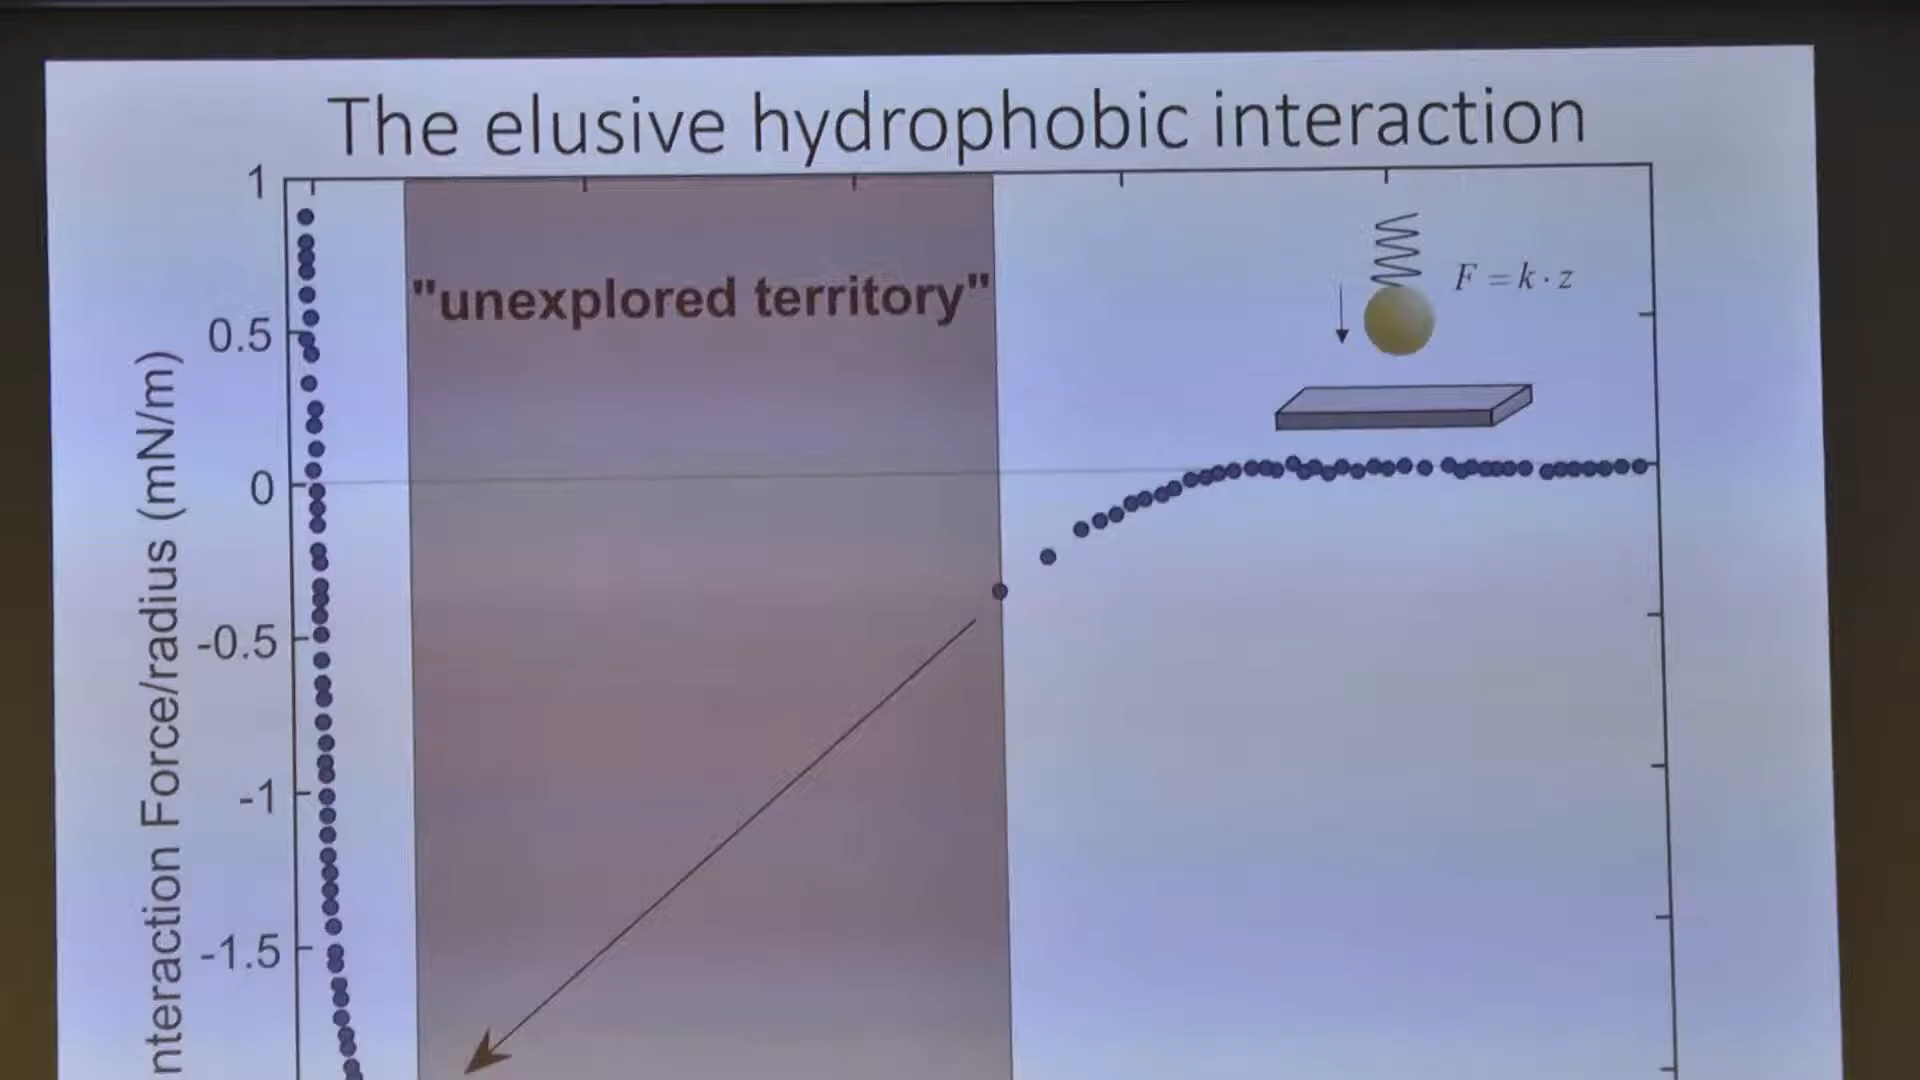 The elusive hydrophobic interaction
1
"unexplored territory"
F = k · z
0.5
0
-0.5
-1
-1.5
nteraction Force/radius (mN/m)